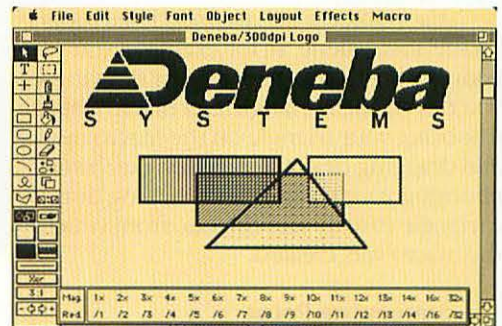 File Edit Style Font Object Layout Effects Macro
Deneba/300dpi Logo
Deneba
S Y S T E M S
T
Xor
3:1
Mag. 1x 2x 3x 4x 5x 6x 7x 8x 9x 10x 11x 12x 13x 14x 16x 32x
Red. /1 /2 /3 /4 /5 /6 /7 /8 /9 /10 /11 /12 /13 /14 /16 /32